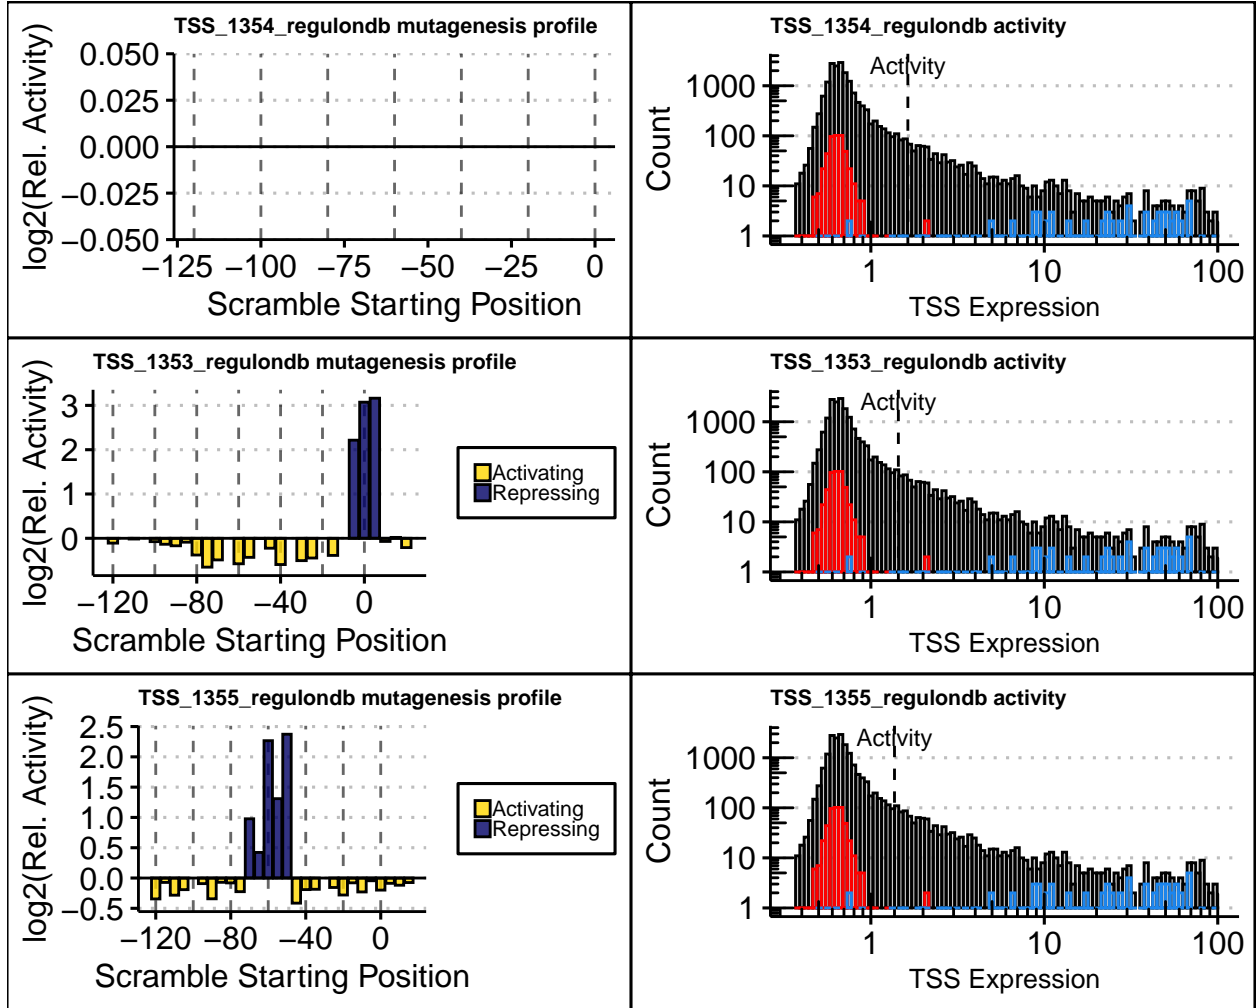 TSS_1354_regulondb mutagenesis profile
log2(Rel. Activity)
0.050
0.025
0.000
−0.025
−0.050
−125 −100 −75 −50 −25 0
Scramble Starting Position
TSS_1354_regulondb activity
Activity
Count
1000
100
10
1
1 10 100
TSS Expression
TSS_1353_regulondb mutagenesis profile
log2(Rel. Activity)
3
2
1
0
−120 −80 −40 0
Scramble Starting Position
Activating
Repressing
TSS_1353_regulondb activity
Activity
Count
1000
100
10
1
1 10 100
TSS Expression
TSS_1355_regulondb mutagenesis profile
log2(Rel. Activity)
2.5
2.0
1.5
1.0
0.5
0.0
−0.5
−120 −80 −40 0
Scramble Starting Position
Activating
Repressing
TSS_1355_regulondb activity
Activity
Count
1000
100
10
1
1 10 100
TSS Expression